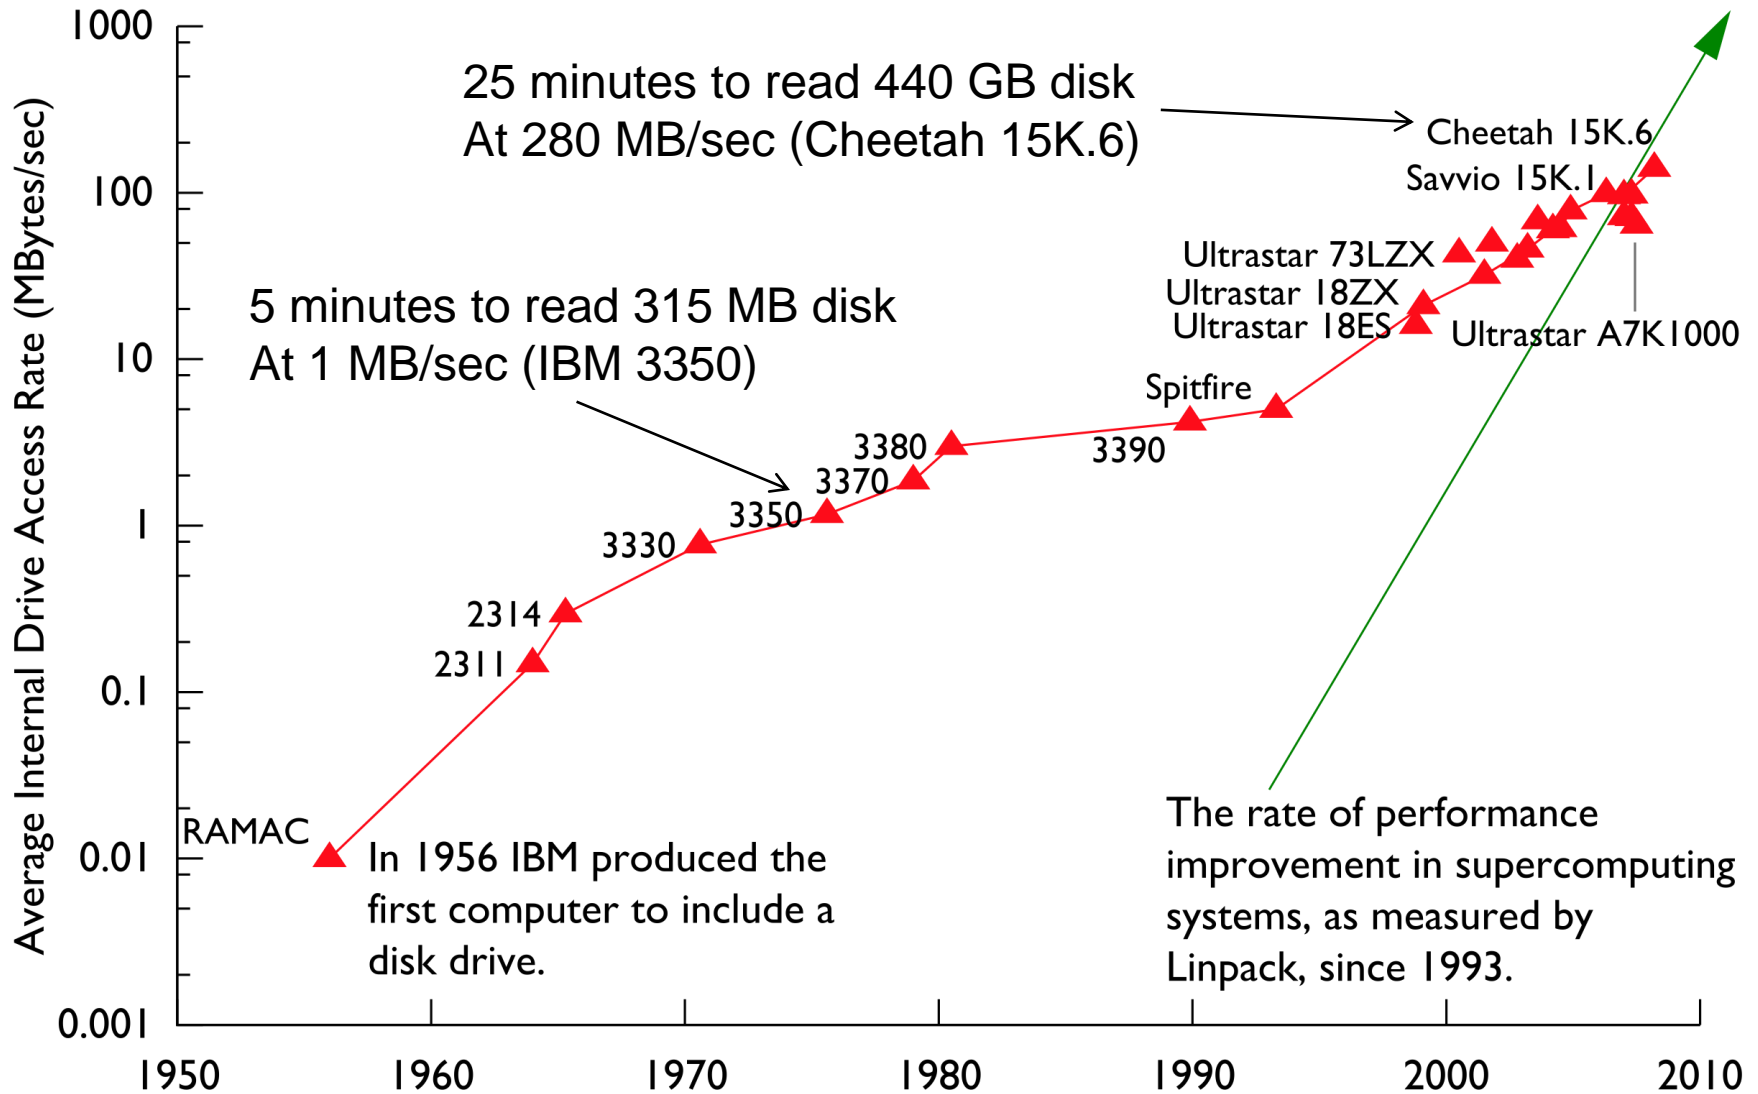 1000
100
10
1
0.1
0.01
0.001
Average Internal Drive Access Rate (MBytes/sec)
25 minutes to read 440 GB disk
At 280 MB/sec (Cheetah 15K.6)
Cheetah 15K.6
Savvio 15K.1
Ultrastar 73LZX
Ultrastar 18ZX
Ultrastar 18ES
Ultrastar A7K1000
5 minutes to read 315 MB disk
At 1 MB/sec (IBM 3350)
Spitfire
3390
3380
3370
3350
3330
2314
2311
RAMAC
In 1956 IBM produced the
first computer to include a
disk drive.
The rate of performance
improvement in supercomputing
systems, as measured by
Linpack, since 1993.
1950
1960
1970
1980
1990
2000
2010